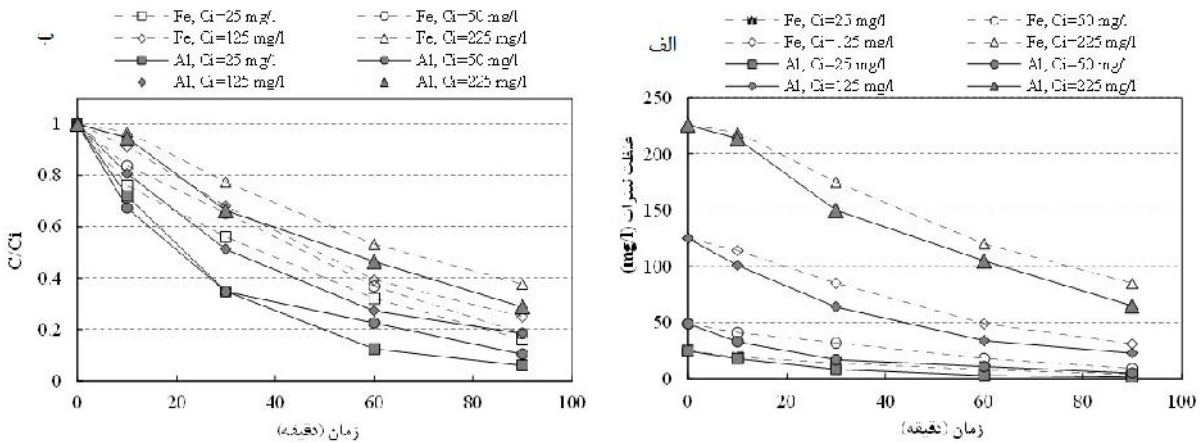 ب-
Fe, Ci=25 mg/l Fe, Ci=50 mg/l
Fe, Ci=125 mg/l Fe, Ci=225 mg/l
Al, Ci=25 mg/l Al, Ci=50 mg/l
Al, Ci=125 mg/l Al, Ci=225 mg/l
C/Ci
1
0.8
0.6
0.4
0.2
0
0 20 40 60 80 100
زمان (دقیقه)
الف
Fe, Ci=25 mg/l Fe, Ci=50 mg/l
Fe, Ci=125 mg/l Fe, Ci=225 mg/l
Al, Ci=25 mg/l Al, Ci=50 mg/l
Al, Ci=125 mg/l Al, Ci=225 mg/l
غلظت نیترات (mg/l)
250
200
150
100
50
0
0 20 40 60 80 100
زمان (دقیقه)